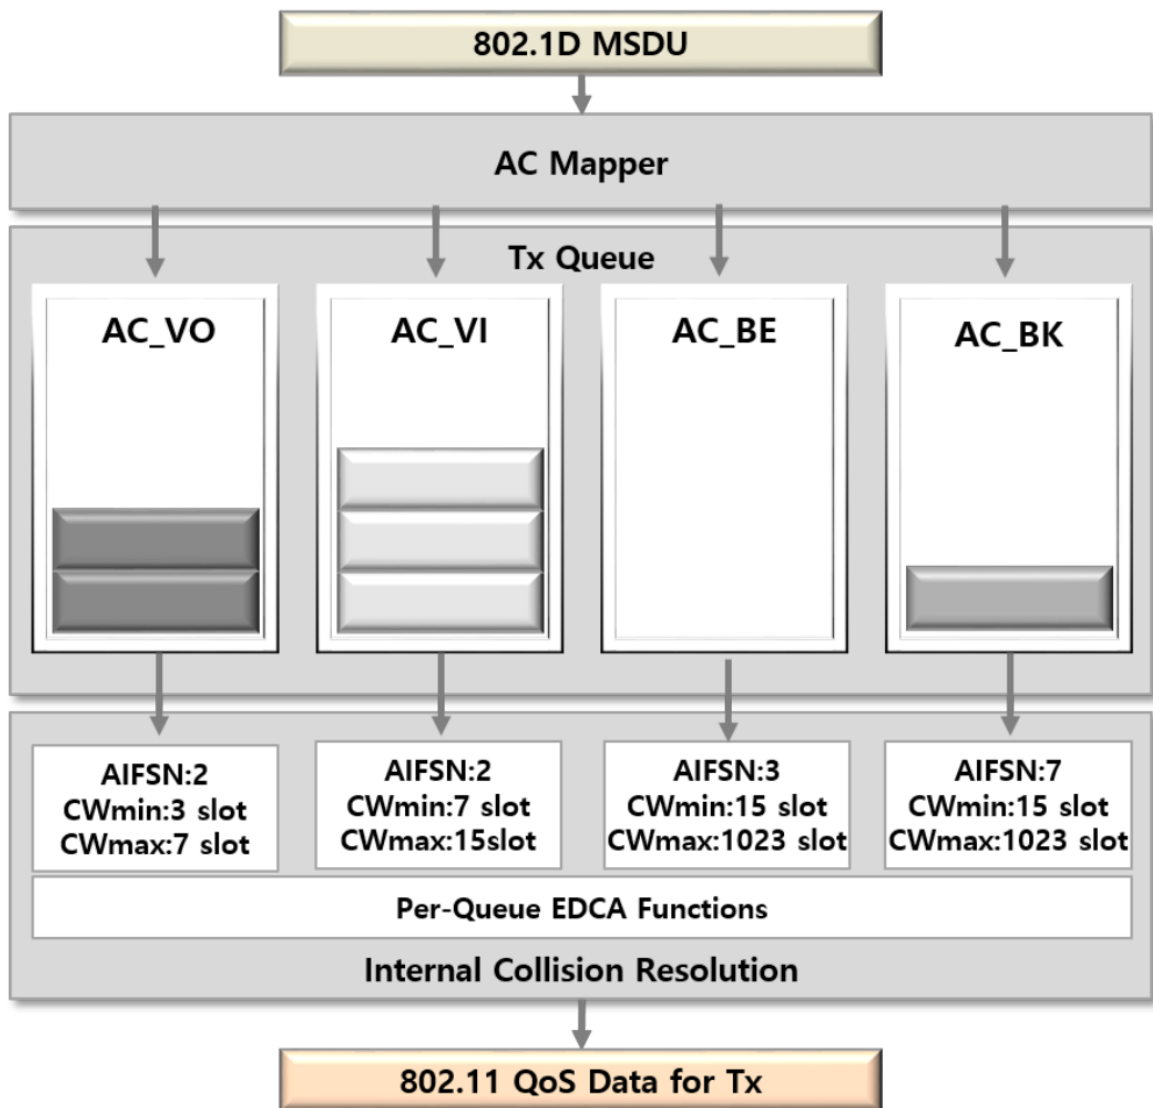 802.1D MSDU
AC Mapper
Tx Queue
AC_VO
AC_VI
AC_BE
AC_BK
AIFSN:2
CWmin:3 slot
CWmax:7 slot
AIFSN:2
CWmin:7 slot
CWmax:15slot
AIFSN:3
CWmin:15 slot
CWmax:1023 slot
AIFSN:7
CWmin:15 slot
CWmax:1023 slot
Per-Queue EDCA Functions
Internal Collision Resolution
802.11 QoS Data for Tx